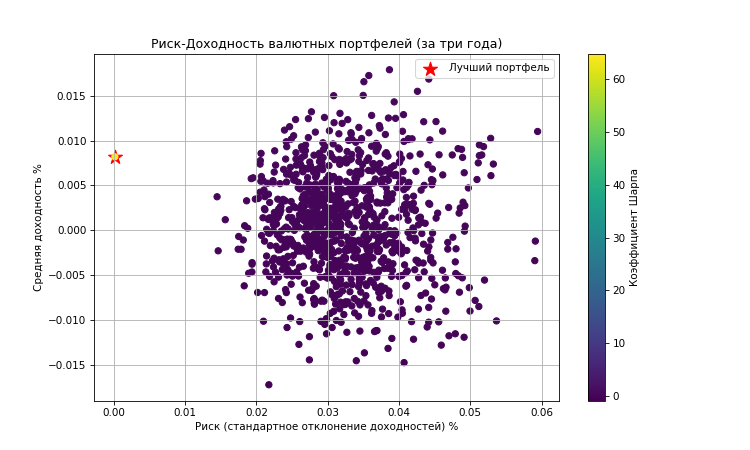 Риск-Доходность валютных портфелей (за три года)
Лучший портфель
0.015
0.010
0.005
0.000
−0.005
−0.010
−0.015
Средняя доходность %
0.00 0.01 0.02 0.03 0.04 0.05 0.06
Риск (стандартное отклонение доходностей) %
60
50
40
30
20
10
0
Коэффициент Шарпа